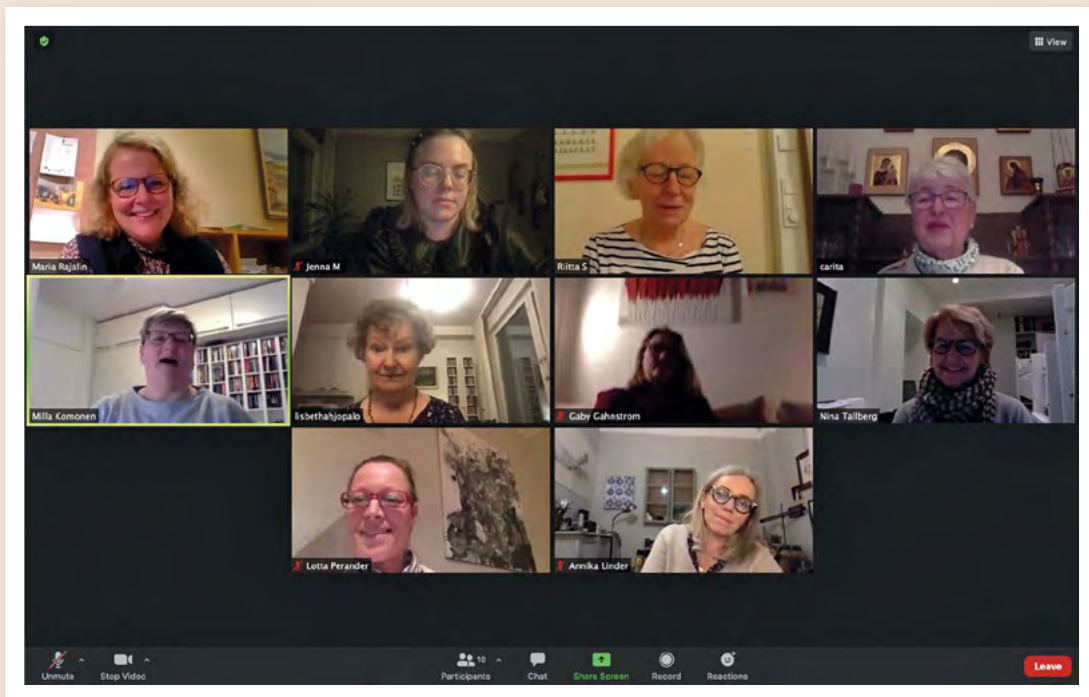 View
Maria Rajalin
Jenna M
Riitta S
carita
Milla Komonen
lisbethahjopalo
Gaby Gahnstrom
Nina Tallberg
Lotta Perander
Annika Linder
Unmute
Stop Video
Participants
10
Chat
Share Screen
Record
Reactions
Leave